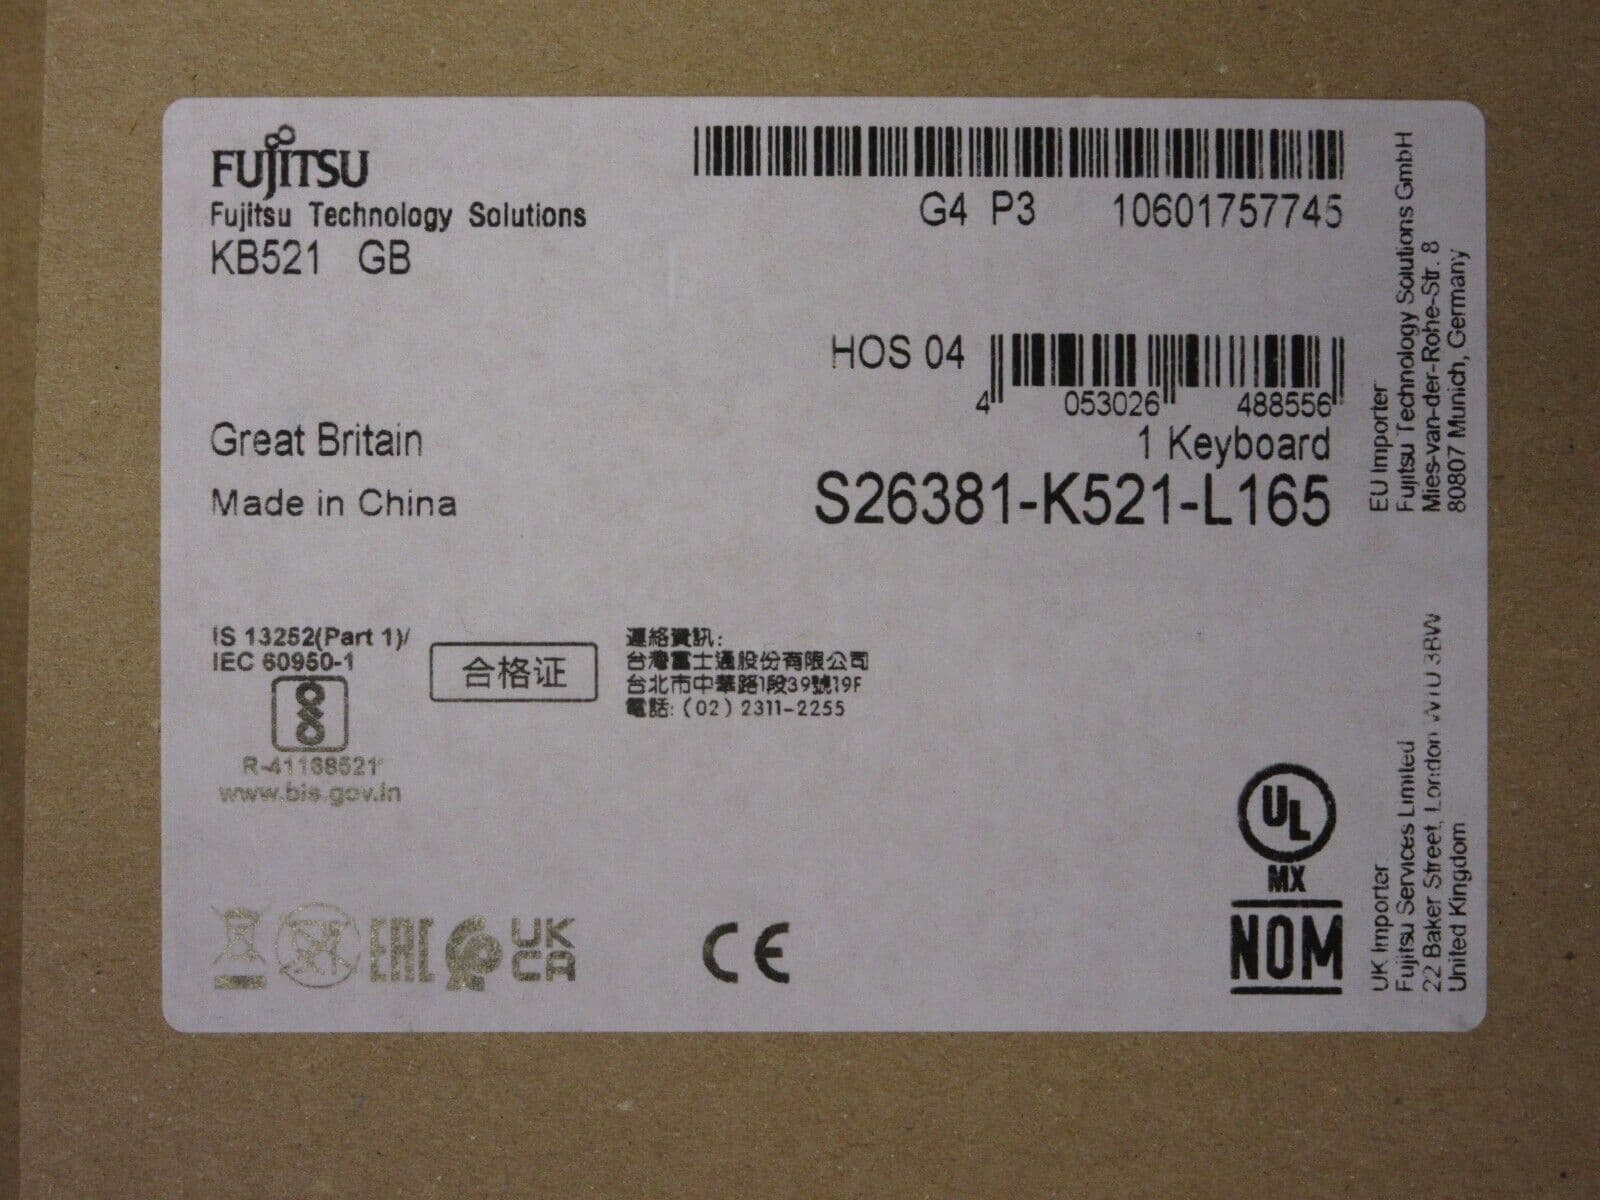 FUJITSU
Fujitsu Technology Solutions
KB521 GB
G4 P3 10601757745
HOS 04
4 053026 488556
1 Keyboard
S26381-K521-L165
Great Britain
Made in China
IS 13252(Part 1)/
IEC 60950-1
R-41168521
www.bis.gov.in
合格证
連絡資訊:
台灣富士通股份有限公司
台北市中華路1段39號19F
電話:(02) 2311-2255
EAC
UK
CA
CE
UL
MX
NOM
EU Importer
Fujitsu Technology Solutions GmbH
Mies-van-der-Rohe-Str. 8
80807 Munich, Germany
UK Importer
Fujitsu Services Limited
22 Baker Street, London W1U 3BW
United Kingdom